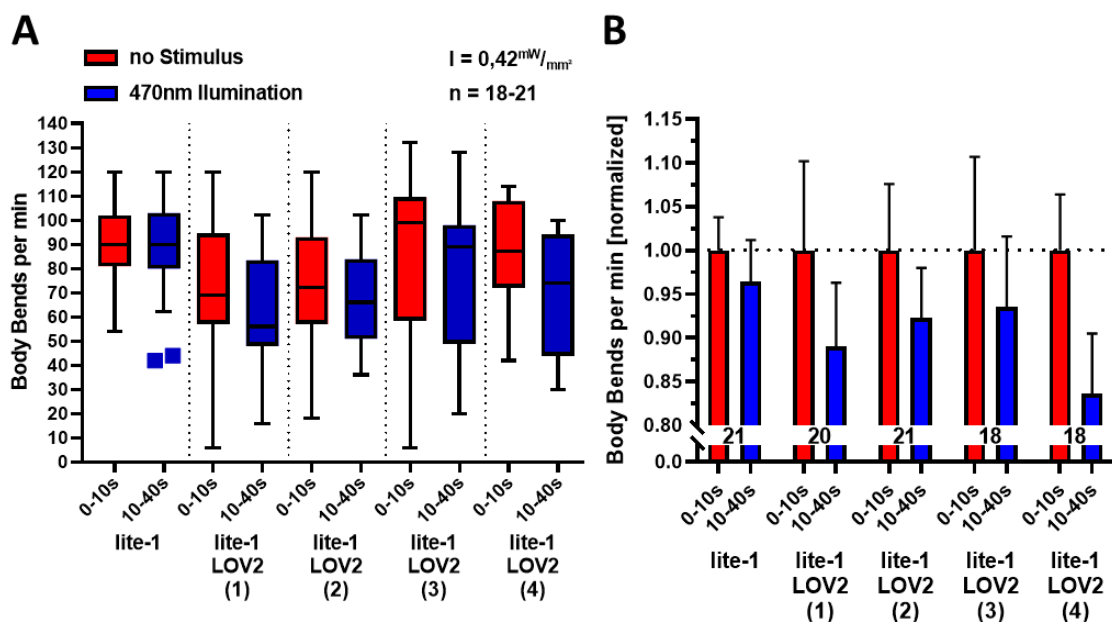 A
no Stimulus
470nm Ilumination
I = 0,42mW/mm²
n = 18-21
Body Bends per min
140
130
120
110
100
90
80
70
60
50
40
30
20
10
0
0-10s
10-40s
0-10s
10-40s
0-10s
10-40s
0-10s
10-40s
0-10s
10-40s
lite-1
lite-1
LOV2
(1)
lite-1
LOV2
(2)
lite-1
LOV2
(3)
lite-1
LOV2
(4)
B
Body Bends per min [normalized]
1.15
1.10
1.05
1.00
0.95
0.90
0.85
0.80
0.0
21
20
21
18
18
0-10s
10-40s
0-10s
10-40s
0-10s
10-40s
0-10s
10-40s
0-10s
10-40s
lite-1
lite-1
LOV2
(1)
lite-1
LOV2
(2)
lite-1
LOV2
(3)
lite-1
LOV2
(4)